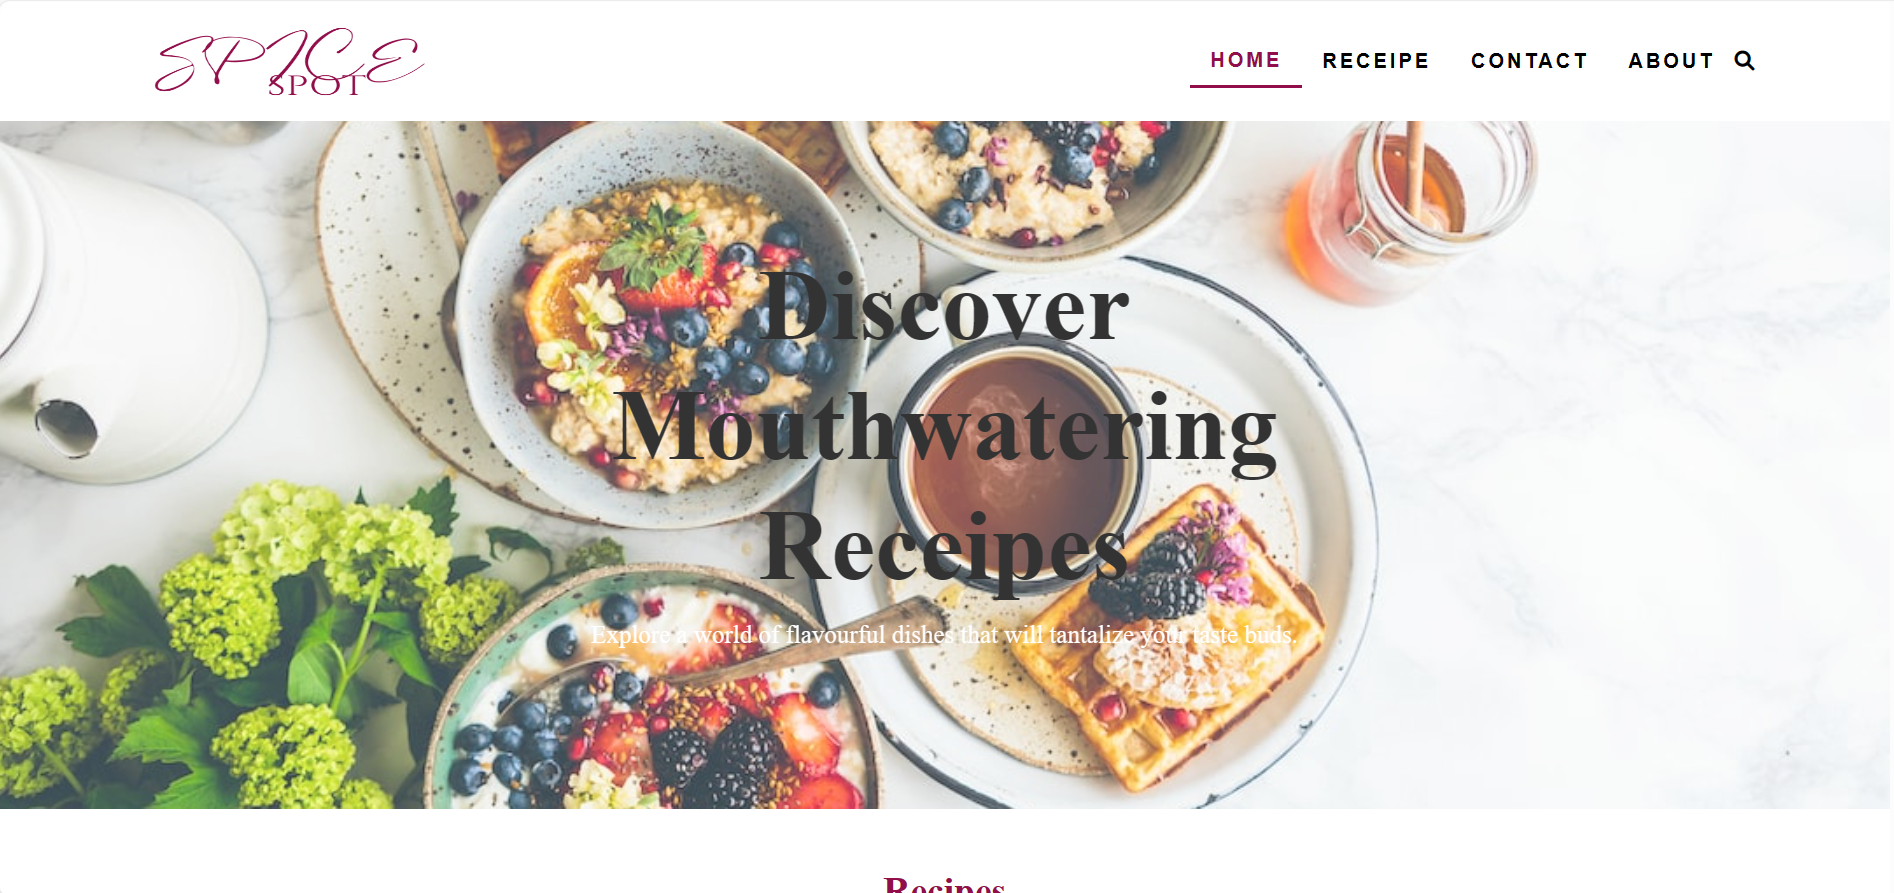 SPICE
SPOT
HOME RECEIPE CONTACT ABOUT
Discover
Mouthwatering
Receipes
Explore a world of flavourful dishes that will tantalize your taste buds.
Recipes